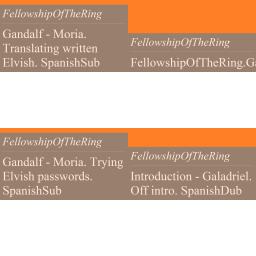 FellowshipOfTheRing
Gandalf - Moria.
Translating written
Elvish. SpanishSub
FellowshipOfTheRing
FellowshipOfTheRing.Ga
FellowshipOfTheRing
Gandalf - Moria. Trying
Elvish passwords.
SpanishSub
FellowshipOfTheRing
Introduction - Galadriel.
Off intro. SpanishDub